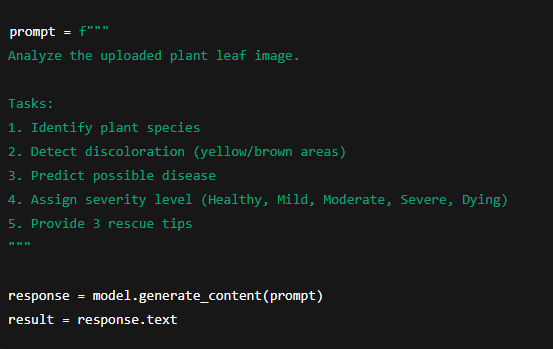 prompt = f"""
Analyze the uploaded plant leaf image.
Tasks:
1. Identify plant species
2. Detect discoloration (yellow/brown areas)
3. Predict possible disease
4. Assign severity level (Healthy, Mild, Moderate, Severe, Dying)
5. Provide 3 rescue tips
"""
response = model.generate_content(prompt)
result = response.text